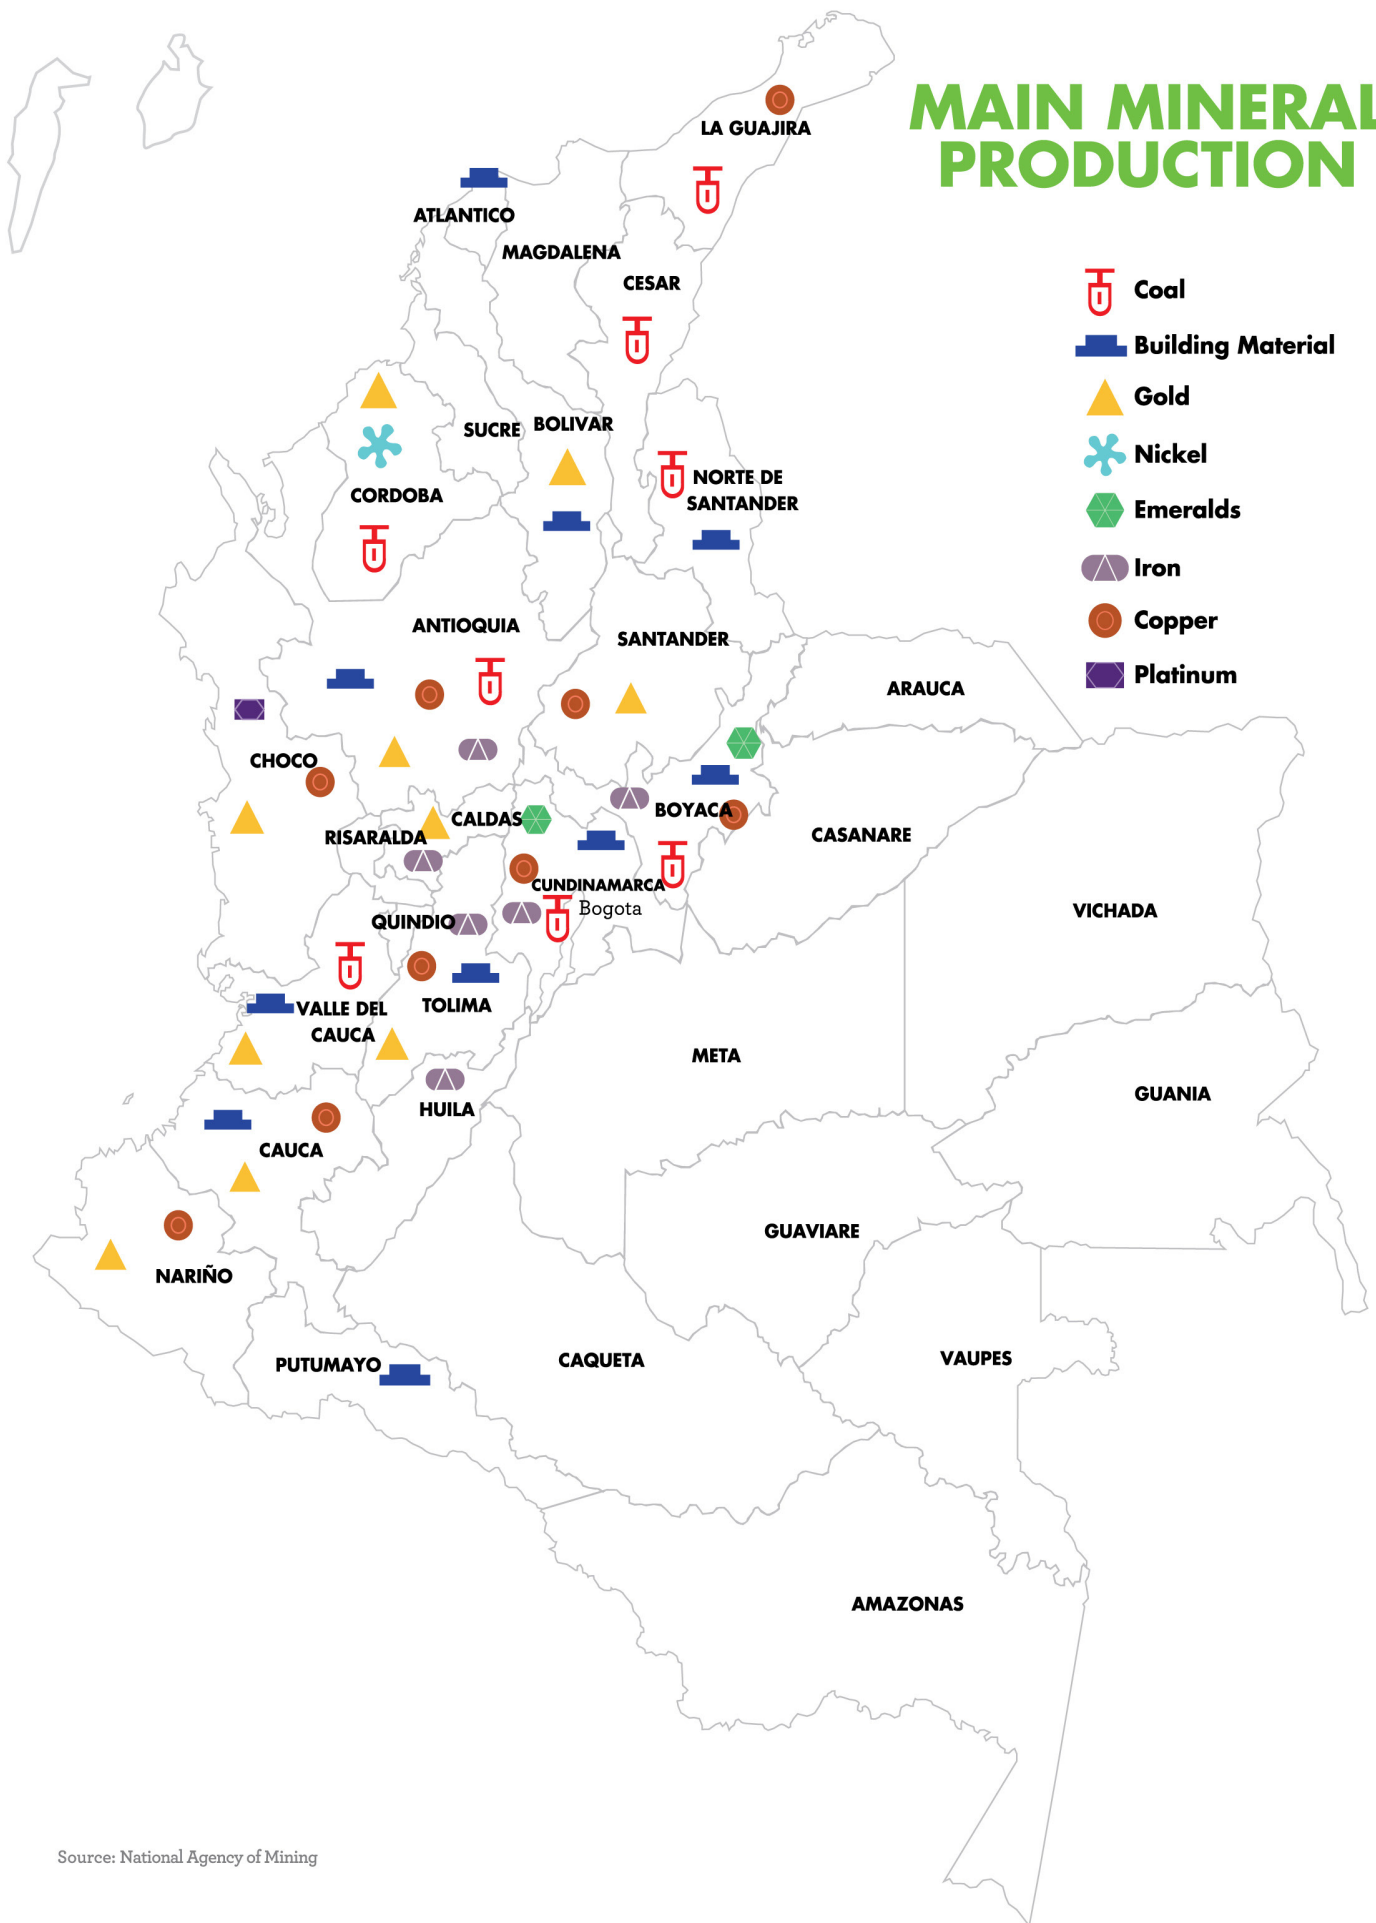 MAIN MINERAL
PRODUCTION
LA GUAJIRA
ATLANTICO
MAGDALENA
CESAR
Coal
Building Material
Gold
Nickel
Emeralds
Iron
Copper
Platinum
SUCRE
BOLIVAR
CORDOBA
NORTE DE
SANTANDER
ANTIOQUIA
SANTANDER
ARAUCA
CHOCO
RISARALDA
CALDAS
BOYACA
CASANARE
CUNDINAMARCA
Bogota
QUINDIO
VICHADA
VALLE DEL
CAUCA
TOLIMA
META
HUILA
GUANIA
CAUCA
GUAVIARE
NARIÑO
PUTUMAYO
CAQUETA
VAUPES
AMAZONAS
Source: National Agency of Mining